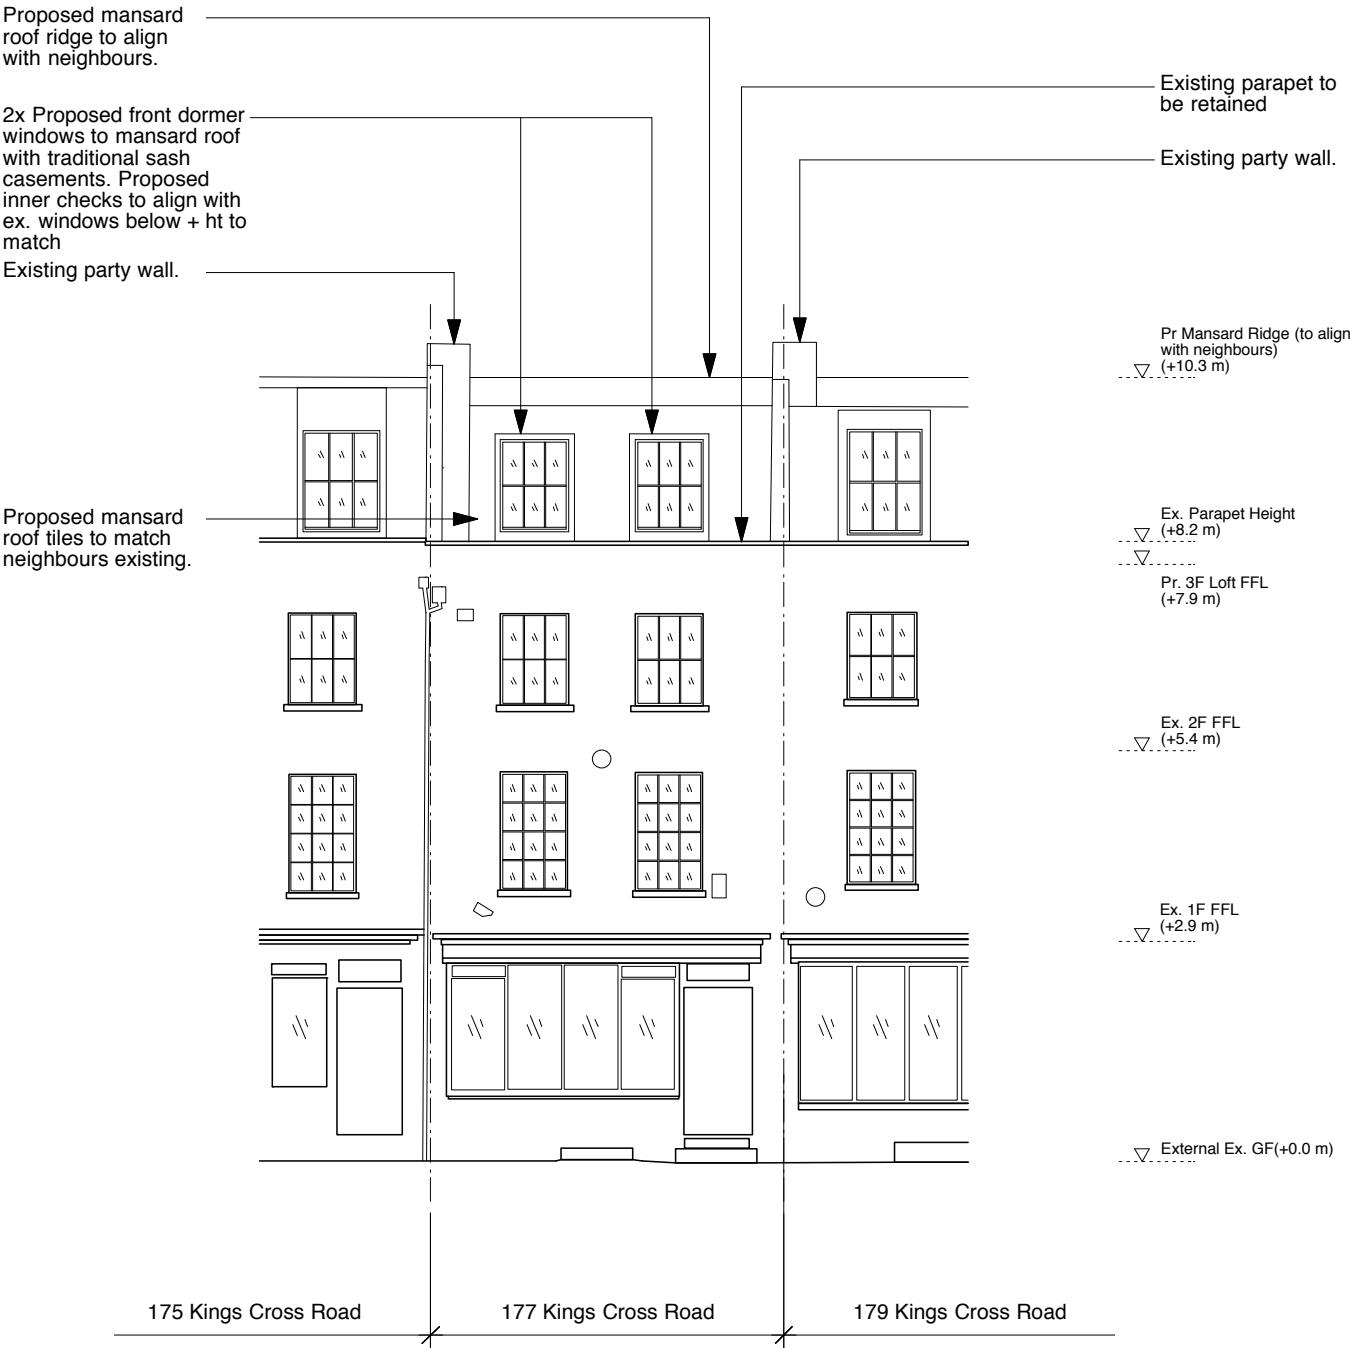 Proposed mansard
roof ridge to align
with neighbours.
2x Proposed front dormer
windows to mansard roof
with traditional sash
casements. Proposed
inner checks to align with
ex. windows below + ht to
match
Existing party wall.
Proposed mansard
roof tiles to match
neighbours existing.
Existing parapet to
be retained
Existing party wall.
Pr Mansard Ridge (to align
with neighbours)
(+10.3 m)
Ex. Parapet Height
(+8.2 m)
Pr. 3F Loft FFL
(+7.9 m)
Ex. 2F FFL
(+5.4 m)
Ex. 1F FFL
(+2.9 m)
External Ex. GF(+0.0 m)
175 Kings Cross Road
177 Kings Cross Road
179 Kings Cross Road